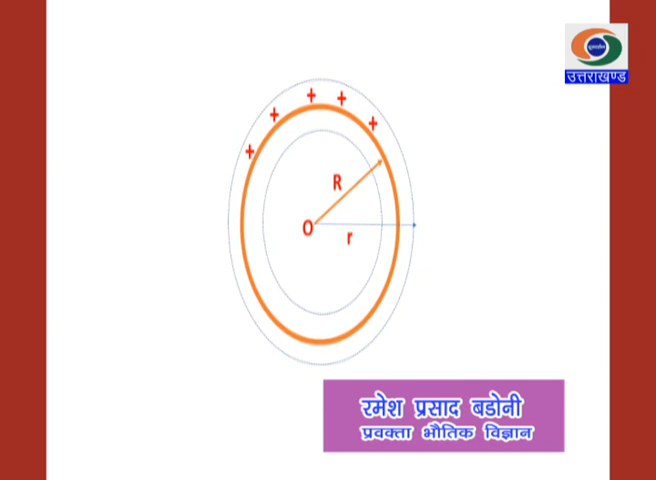 उत्तराखण्ड
+ + + + +
R
O
r
रमेश प्रसाद बडोनी
प्रवक्ता भौतिक विज्ञान